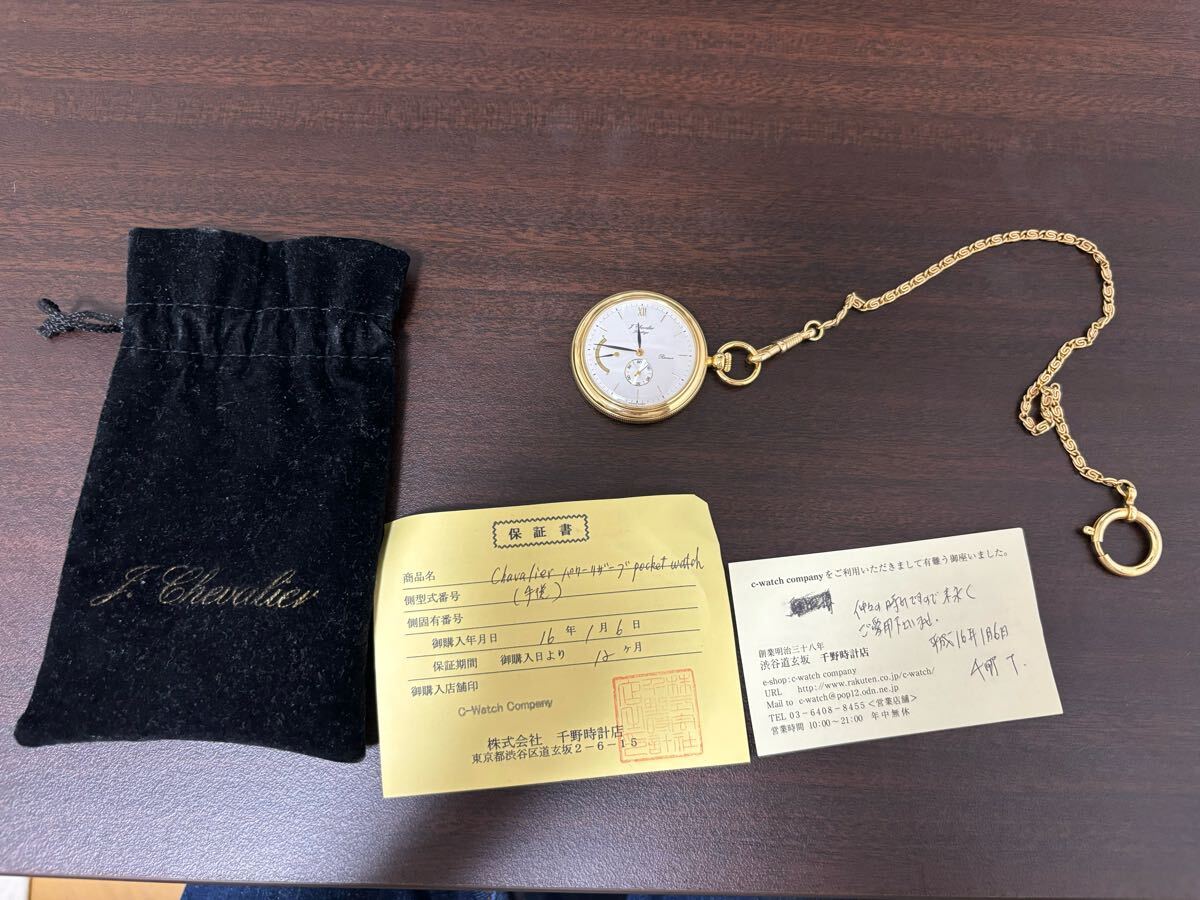 J. Chevalier
XII
J. Chevalier
保証書
商品名 Chavalier パワーリザーブ pocket watch
側型式番号 (手巻)
側固有番号
御購入年月日 16年1月6日
保証期間 御購入日より 12ヶ月
御購入店舗印
C-Watch Company
株式会社 千野時計店
東京都渋谷区道玄坂2-6-15
c-watch companyをご利用いただきまして有難う御座いました。
ご愛用下さいませ。
平成16年1月6日
創業明治三十八年
渋谷道玄坂 千野時計店
千野 T.
e-shop:c-watch company
URL http://www.rakuten.co.jp/c-watch/
Mail to c-watch@pop12.odn.ne.jp
TEL 03-6408-8455<営業店舗>
営業時間 10:00~21:00 年中無休